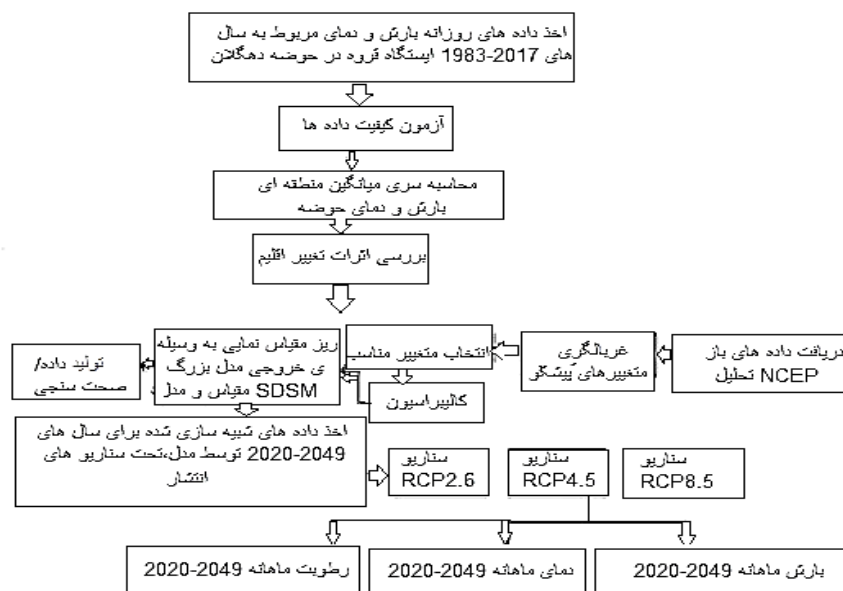 اخذ داده های روزانه بارش و دمای مربوط به سال
های 2017-1983 ایستگاه قروه در حوضه دهگلان
آزمون کیفیت داده ها
محاسبه سری میانگین منطقه ای
بارش و دمای حوضه
بررسی اثرات تغییر اقلیم
دریافت داده های باز
تحلیل NCEP
غربالگری
متغیرهای پیشگو
انتخاب متغیر مناسب
کالیبراسیون
ریز مقیاس نمایی به وسیله
ی خروجی مدل بزرگ
مقیاس و مدل SDSM
تولید داده/
صحت سنجی
اخذ داده های شبیه سازی شده برای سال های
2049-2020 توسط مدل،تحت سناریو های
انتشار
سناریو
RCP2.6
سناریو
RCP4.5
سناریو
RCP8.5
بارش ماهانه 2049-2020
دمای ماهانه 2049-2020
رطوبت ماهانه 2049-2020